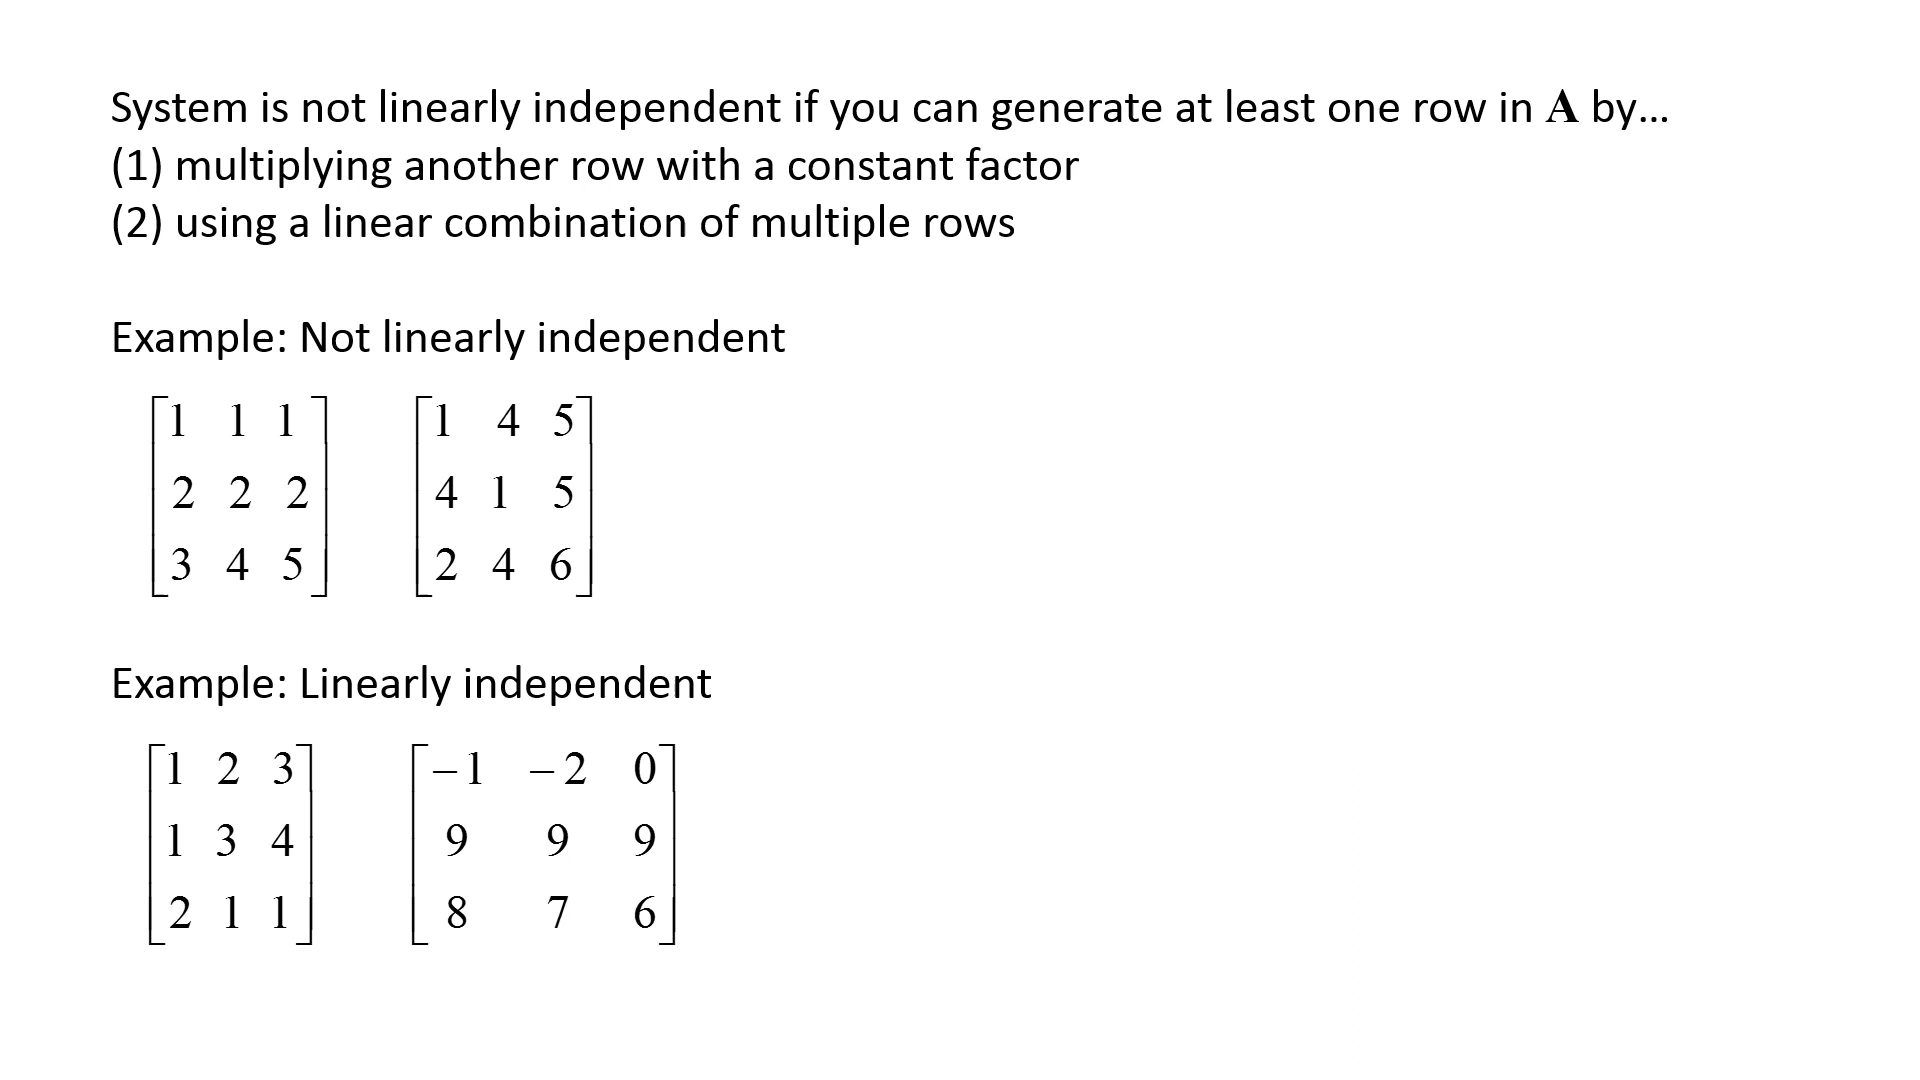 System is not linearly independent if you can generate at least one row in A by...
(1) multiplying another row with a constant factor
(2) using a linear combination of multiple rows
Example: Not linearly independent
1 1 1    1 4 5
2 2 2    4 1 5
3 4 5    2 4 6
Example: Linearly independent
1 2 3    −1 −2 0
1 3 4    9 9 9
2 1 1    8 7 6